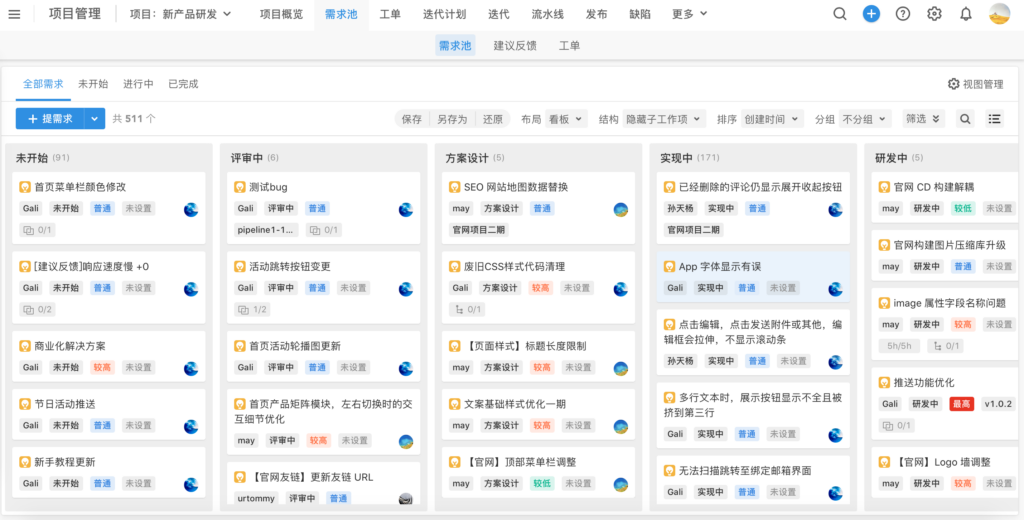 项目管理 项目：新产品研发 项目概览 需求池 工单 迭代计划 迭代 流水线 发布 缺陷 更多
需求池 建议反馈 工单
全部需求 未开始 进行中 已完成 视图管理
提需求 共 511 个 保存 另存为 还原 布局 看板 结构 隐藏子工作项 排序 创建时间 分组 不分组 筛选
未开始 (91)
首页菜单栏颜色修改
Gali 未开始 普通 未设置
0/1
[建议反馈]响应速度慢 +0
Gali 未开始 普通 未设置
0/2
商业化解决方案
Gali 未开始 较高 未设置
节日活动推送
Gali 未开始 普通 未设置
新手教程更新
Gali 未开始 普通 未设置
评审中 (6)
测试bug
Gali 评审中 普通
pipeline1-1... 0/1
活动跳转按钮变更
Gali 评审中 普通 未设置
1/2
首页活动轮播图更新
Gali 评审中 普通 未设置
首页产品矩阵模块，左右切换时的交
互细节优化
may 评审中 较高 未设置
【官网友链】更新友链 URL
urtommy 评审中 普通
方案设计 (5)
SEO 网站地图数据替换
may 方案设计 普通
官网项目二期
废旧CSS样式代码清理
Gali 方案设计 较高 未设置
0/1
【页面样式】标题长度限制
may 方案设计 较高 未设置
文案基础样式优化一期
may 方案设计 较高 未设置
【官网】顶部菜单栏调整
may 方案设计 较低 未设置
实现中 (171)
已经删除的评论仍显示展开收起按钮
孙天杨 实现中 普通
官网项目二期
App 字体显示有误
Gali 实现中 普通 未设置
点击编辑，点击发送附件或其他，编
辑框会拉伸，不显示滚动条
孙天杨 实现中 普通 未设置
多行文本时，展示按钮显示不全且被
挤到第三行
Gali 实现中 普通 未设置
无法扫描跳转至绑定邮箱界面
Gali 实现中 普通 未设置
研发中 (5)
官网 CD 构建解耦
may 研发中 较低 未设置
官网构建图片压缩库升级
may 研发中 普通 未设置
image 属性字段名称问题
may 研发中 较高 未设置
5h/5h 0/1
推送功能优化
Gali 研发中 最高 v1.0.2
0/1
【官网】Logo 墙调整
may 研发中 较高 未设置